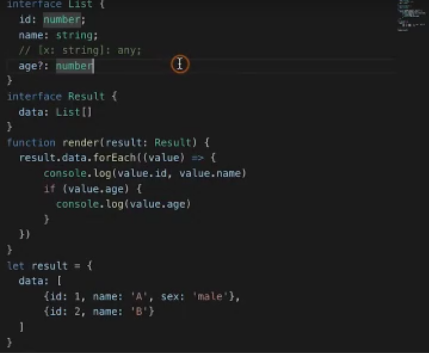 interface List {
  id: number;
  name: string;
  // [x: string]: any;
  age?: number
}
interface Result {
  data: List[]
}
function render(result: Result) {
  result.data.forEach((value) => {
      console.log(value.id, value.name)
      if (value.age) {
        console.log(value.age)
      }
  })
}
let result = {
  data: [
      {id: 1, name: 'A', sex: 'male'},
      {id: 2, name: 'B'}
  ]
}